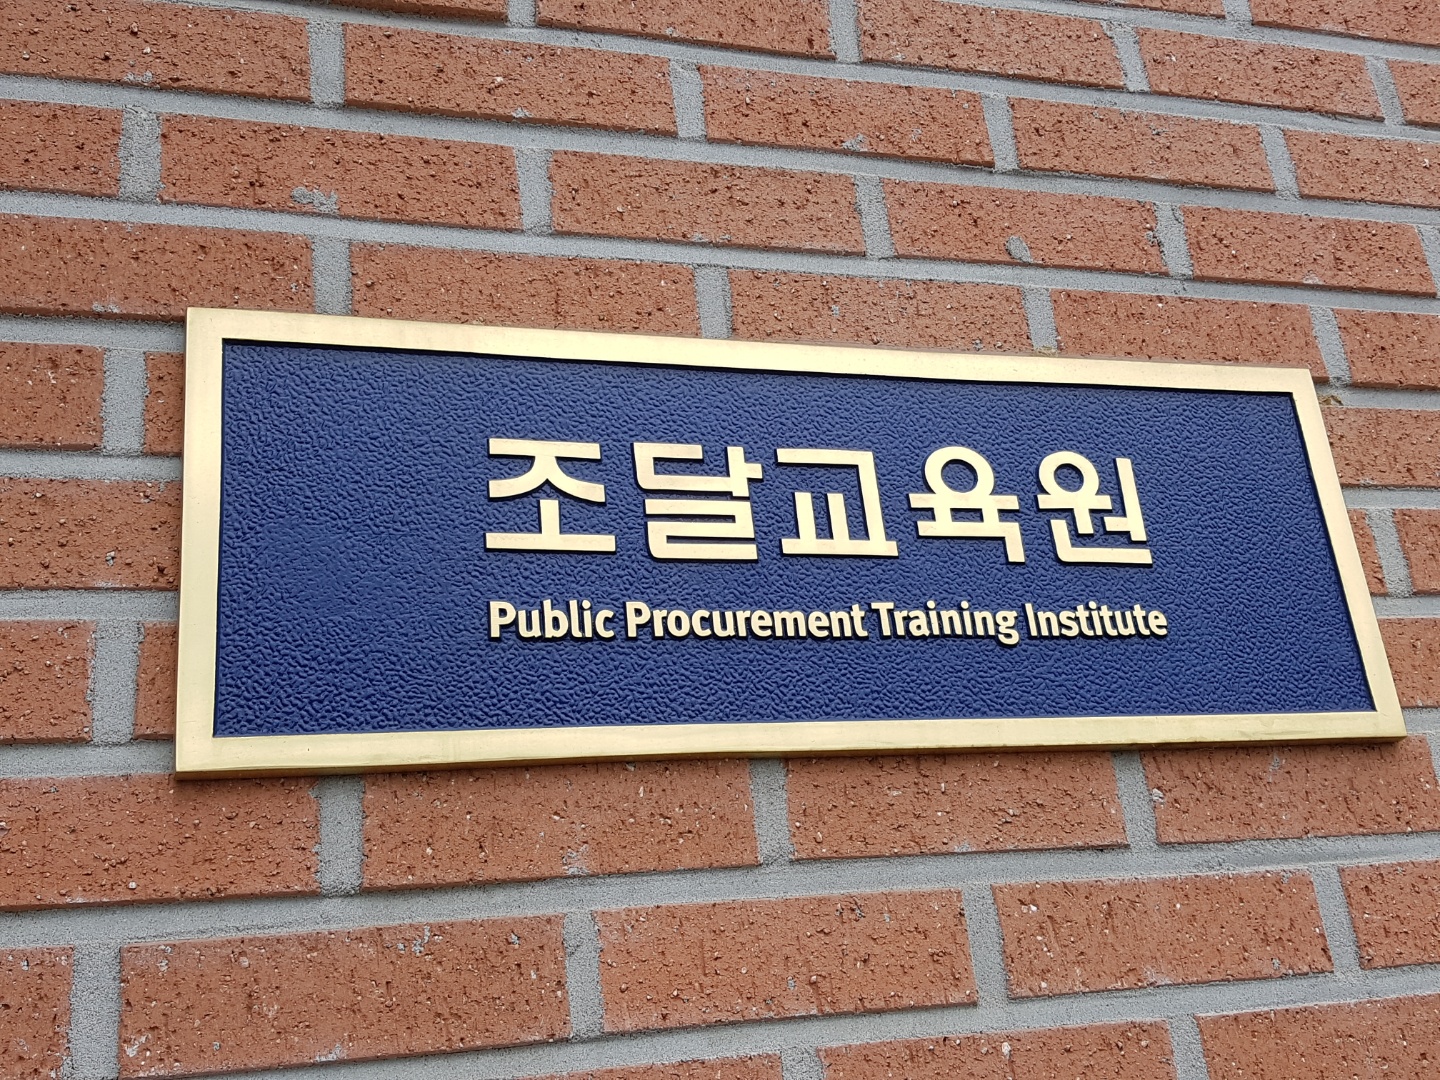 조달교육원
Public Procurement Training Institute